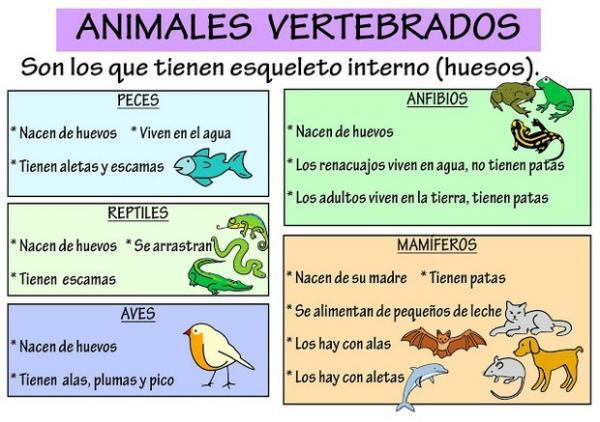 ANIMALES VERTEBRADOS
Son los que tienen esqueleto interno (huesos).
PECES
* Nacen de huevos * Viven en el agua
* Tienen aletas y escamas
REPTILES
* Nacen de huevos * Se arrastran
* Tienen escamas
AVES
* Nacen de huevos
* Tienen alas, plumas y pico
ANFIBIOS
* Nacen de huevos
* Los renacuajos viven en agua, no tienen patas
* Los adultos viven en la tierra, tienen patas
MAMÍFEROS
* Nacen de su madre * Tienen patas
* Se alimentan de pequeños de leche
* Los hay con alas
* Los hay con aletas